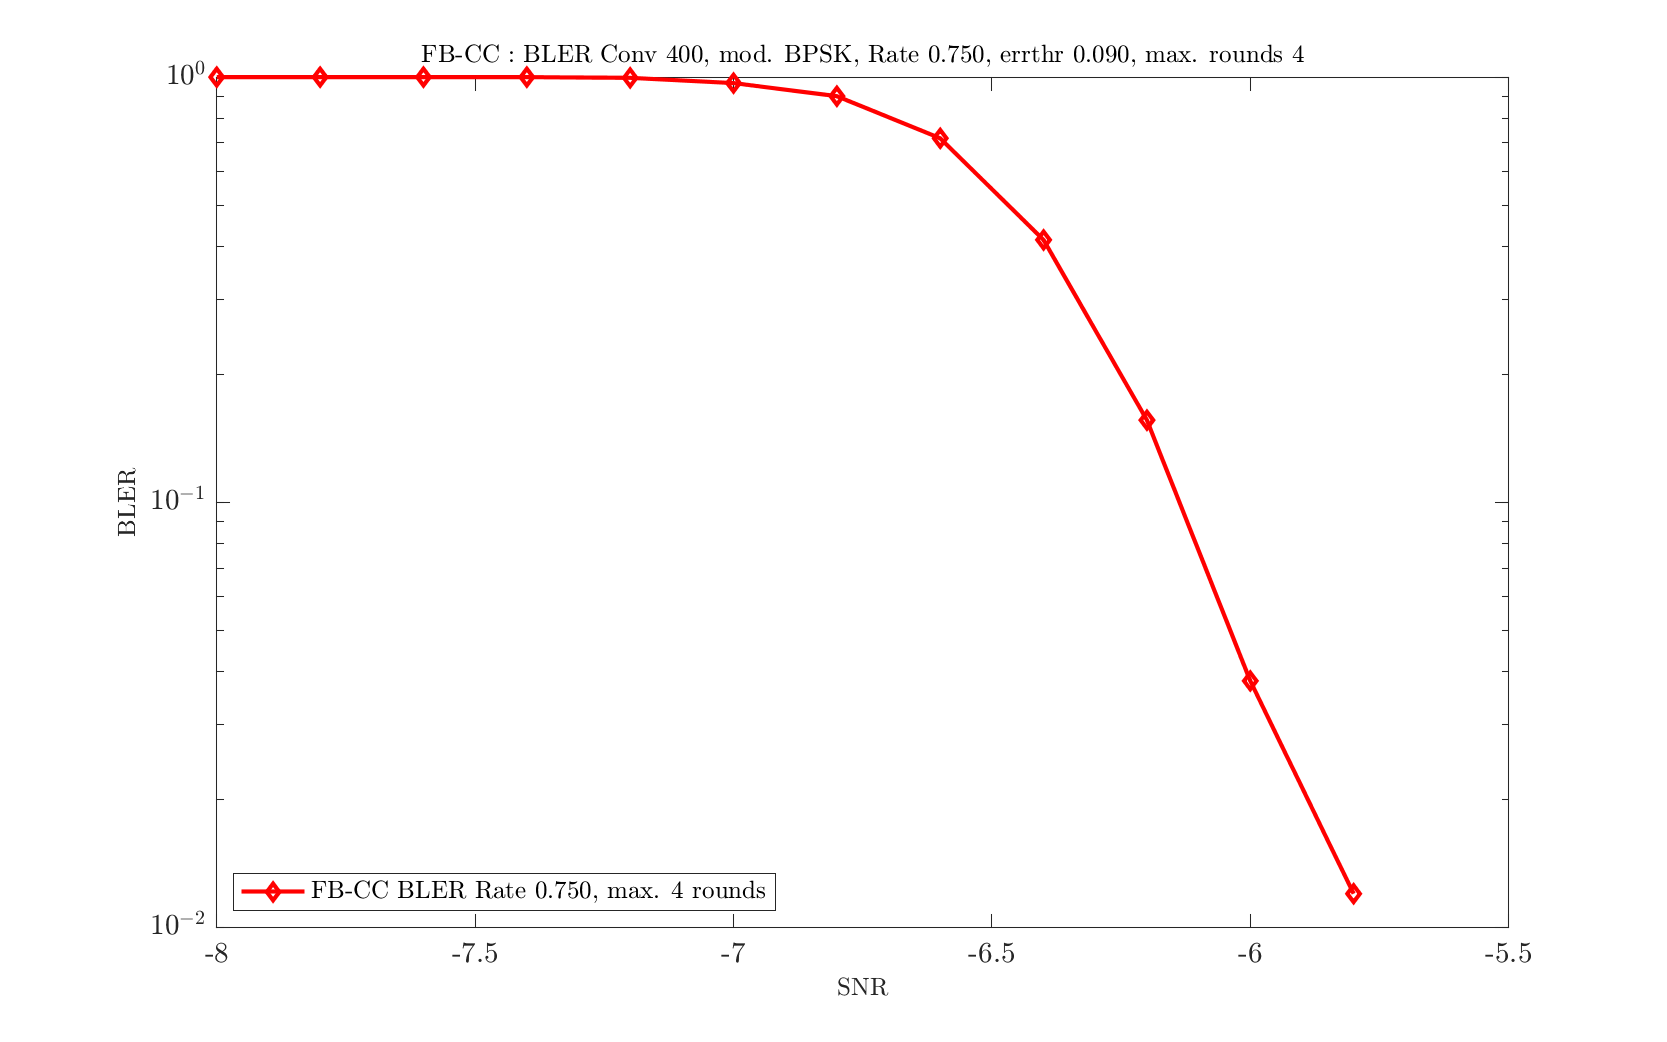 FB-CC : BLER Conv 400, mod. BPSK, Rate 0.750, errthr 0.090, max. rounds 4
10⁰
10⁻¹
10⁻²
BLER
FB-CC BLER Rate 0.750, max. 4 rounds
-8 -7.5 -7 -6.5 -6 -5.5
SNR